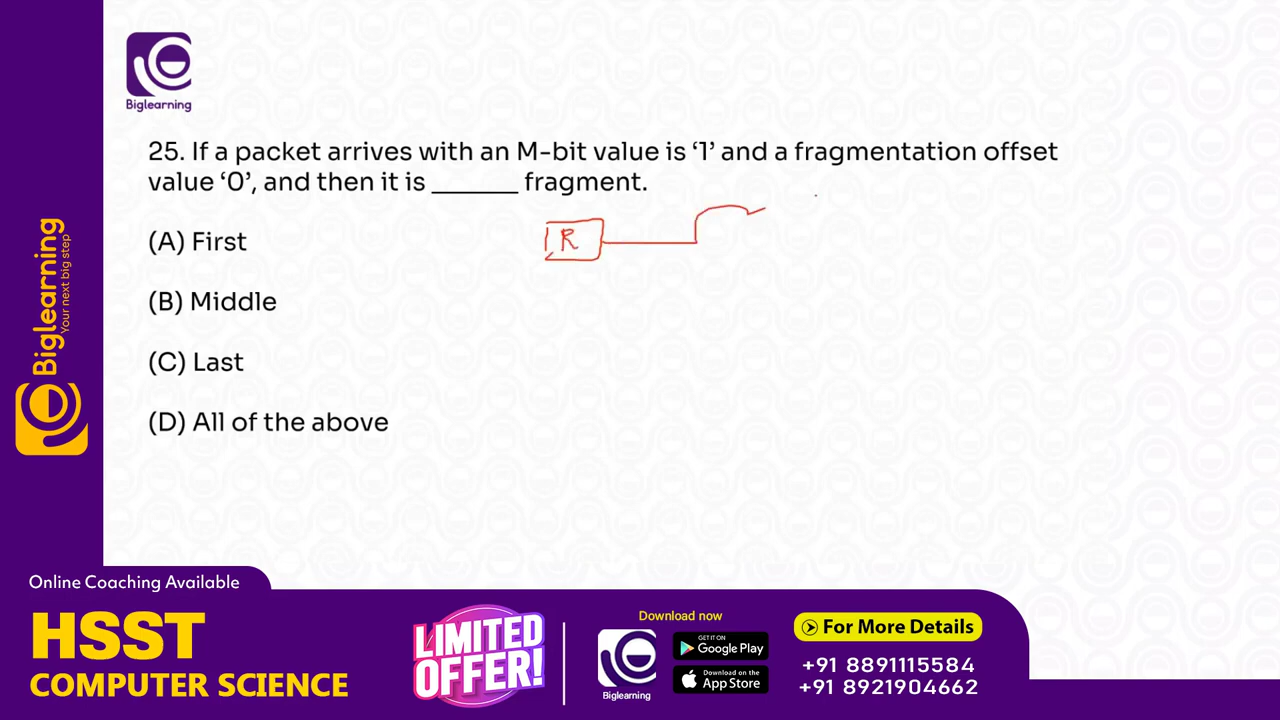 Biglearning
25. If a packet arrives with an M-bit value is ‘1’ and a fragmentation offset
value ‘0’, and then it is ______ fragment.
(A) First
R
(B) Middle
(C) Last
(D) All of the above
Biglearning
Your next big step
Online Coaching Available
HSST
COMPUTER SCIENCE
LIMITED
OFFER!
Download now
Biglearning
GET IT ON
Google Play
Download on the
App Store
For More Details
+91 8891115584
+91 8921904662